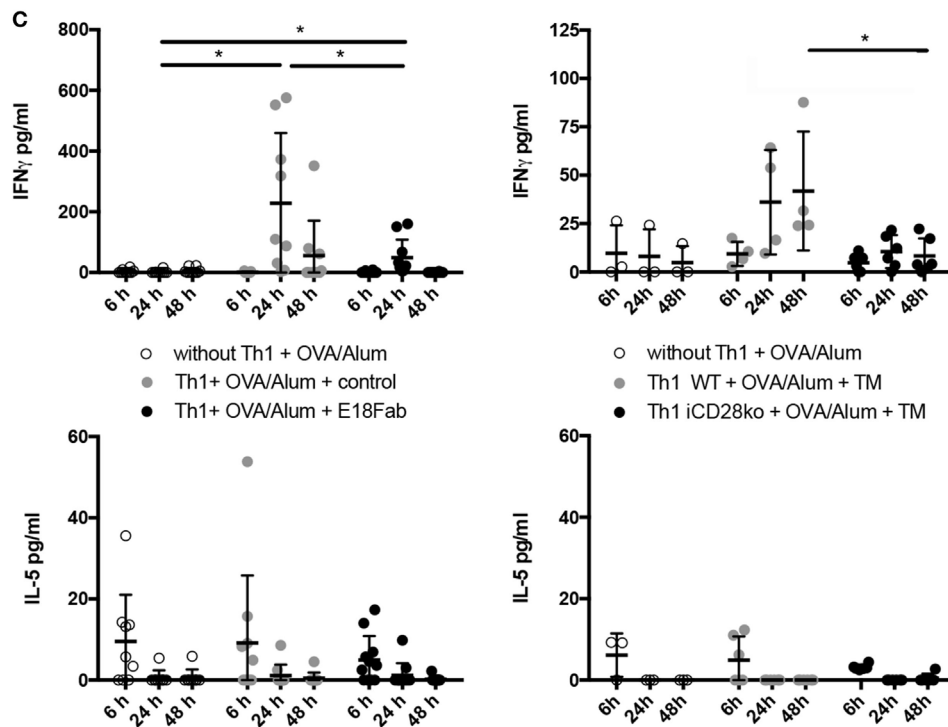 C
IFNγ pg/ml
800
600
400
200
0
* * *
6 h 24 h 48 h 6 h 24 h 48 h 6 h 24 h 48 h
IFNγ pg/ml
125
100
75
50
25
0
*
6h 24h 48h 6h 24h 48h 6h 24h 48h
without Th1 + OVA/Alum
Th1+ OVA/Alum + control
Th1+ OVA/Alum + E18Fab
without Th1 + OVA/Alum
Th1 WT + OVA/Alum + TM
Th1 iCD28ko + OVA/Alum + TM
IL-5 pg/ml
60
40
20
0
6 h 24 h 48 h 6 h 24 h 48 h 6 h 24 h 48 h
IL-5 pg/ml
60
40
20
0
6h 24h 48h 6h 24h 48h 6h 24h 48h